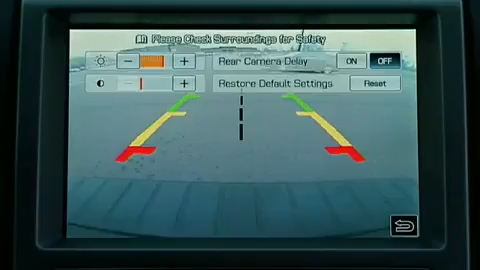 Please Check Surroundings for Safety
− + Rear Camera Delay ON OFF
− + Restore Default Settings Reset